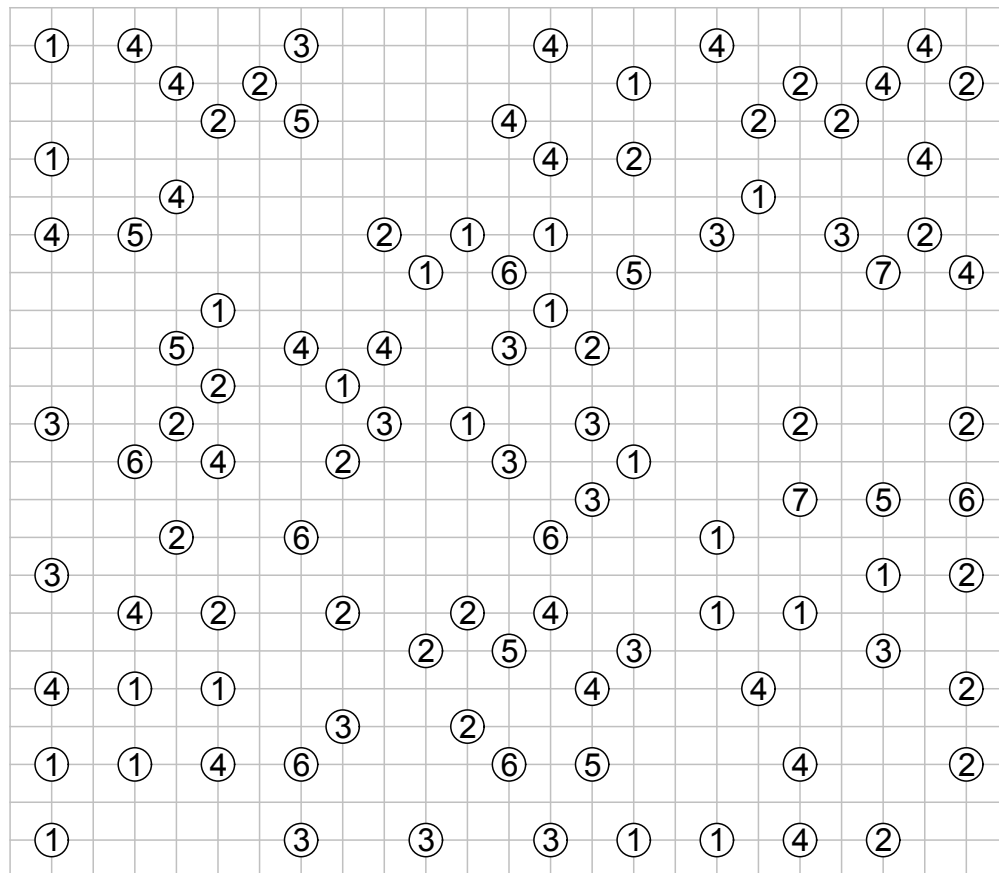 1 4 3 4 4 4
4 2 1 2 4 2
2 5 4 2 2
1 4 2 4
4 1
4 5 2 1 1 3 3 2
1 6 5 7 4
1 1
5 4 4 3 2
2 1
3 2 3 1 3 2 2
6 4 2 3 1
3 7 5 6
2 6 6 1
3 1 2
4 2 2 2 4 1 1
2 5 3 3
4 1 1 4 4 2
3 2
1 1 4 6 6 5 4 2
1 3 3 3 1 1 4 2